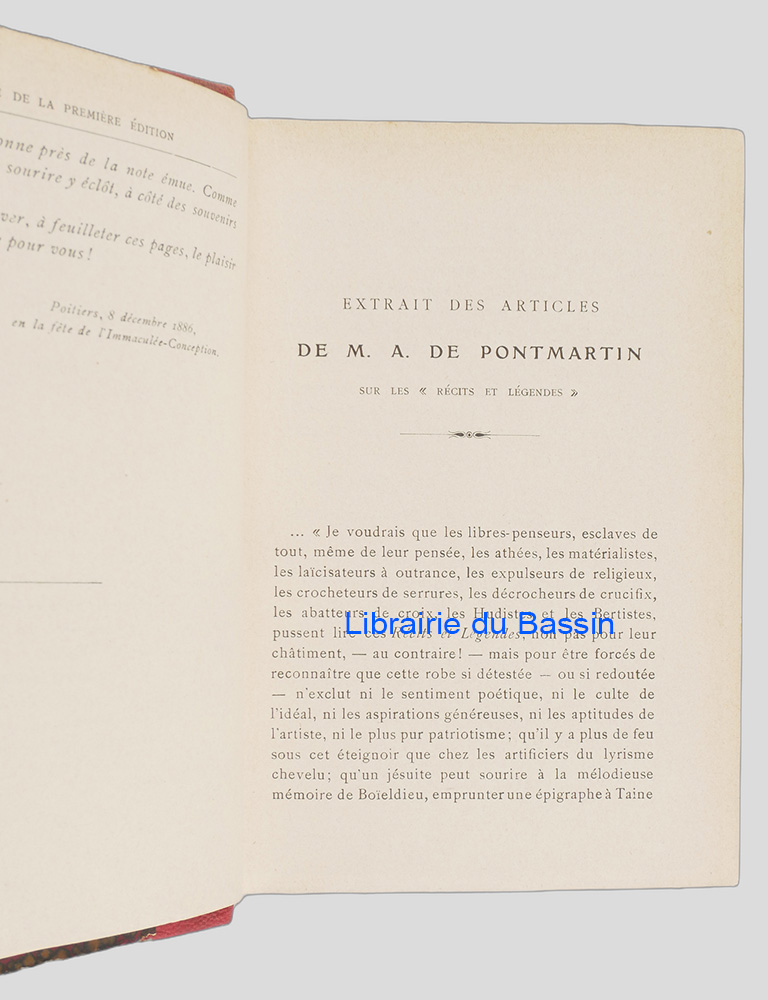 DE LA PREMIÈRE ÉDITION
près de la note émue. Comme
sourire y éclôt, à côté des souvenirs
à feuilleter ces pages, le plaisir
pour vous !
Poitiers, 8 décembre 1886,
en la fête de l'Immaculée-Conception.
EXTRAIT DES ARTICLES
DE M. A. DE PONTMARTIN
SUR LES « RÉCITS ET LÉGENDES »
... « Je voudrais que les libres-penseurs, esclaves de
tout, même de leur pensée, les athées, les matérialistes,
les laïcisateurs à outrance, les expulseurs de religieux,
les crocheteurs de serrures, les décrocheurs de crucifix,
les abatteurs de croix, les Hudistes et les Bertistes,
pussent lire ces Récits et Légendes, non pas pour leur
Librairie du Bassin
châtiment, — au contraire ! — mais pour être forcés de
reconnaître que cette robe si détestée — ou si redoutée
— n'exclut ni le sentiment poétique, ni le culte de
l'idéal, ni les aspirations généreuses, ni les aptitudes de
l'artiste, ni le plus pur patriotisme ; qu'il y a plus de feu
sous cet éteignoir que chez les artificiers du lyrisme
chevelu ; qu'un jésuite peut sourire à la mélodieuse
mémoire de Boïeldieu, emprunter une épigraphe à Taine